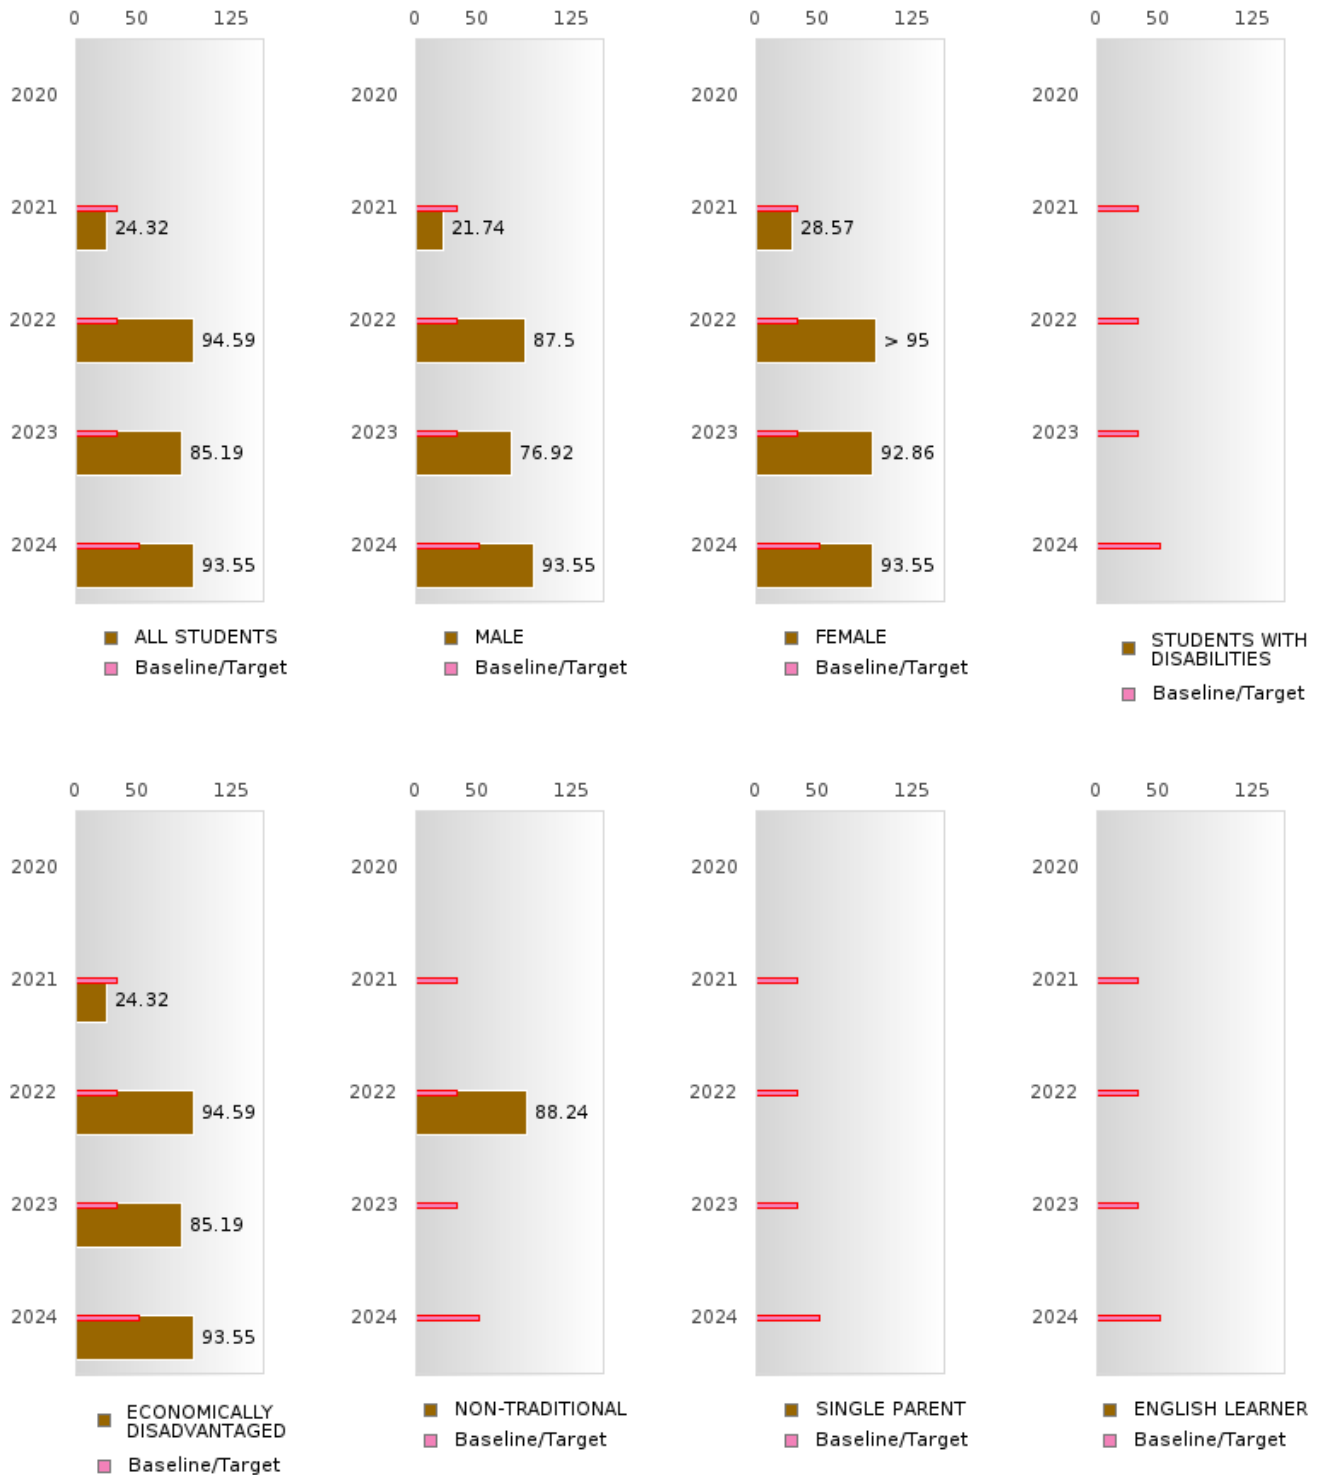 0 50 125
2020
2021
24.32
2022
94.59
2023
85.19
2024
93.55
ALL STUDENTS
Baseline/Target
0 50 125
2020
2021
21.74
2022
87.5
2023
76.92
2024
93.55
MALE
Baseline/Target
0 50 125
2020
2021
28.57
2022
> 95
2023
92.86
2024
93.55
FEMALE
Baseline/Target
0 50 125
2020
2021
2022
2023
2024
STUDENTS WITH
DISABILITIES
Baseline/Target
0 50 125
2020
2021
24.32
2022
94.59
2023
85.19
2024
93.55
ECONOMICALLY
DISADVANTAGED
Baseline/Target
0 50 125
2020
2021
2022
88.24
2023
2024
NON-TRADITIONAL
Baseline/Target
0 50 125
2020
2021
2022
2023
2024
SINGLE PARENT
Baseline/Target
0 50 125
2020
2021
2022
2023
2024
ENGLISH LEARNER
Baseline/Target